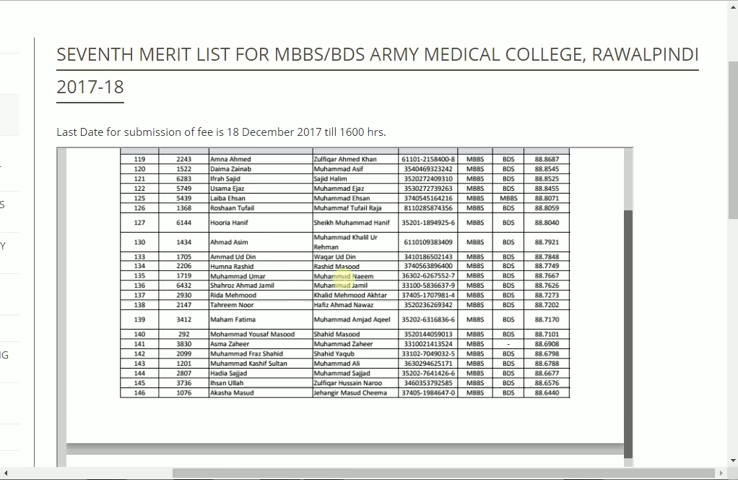 SEVENTH MERIT LIST FOR MBBS/BDS ARMY MEDICAL COLLEGE, RAWALPINDI
2017-18
Last Date for submission of fee is 18 December 2017 till 1600 hrs.
119 2243 Amna Ahmed Zulfiqar Ahmed Khan 61101-2158400-8 MBBS BDS 88.8687
120 1522 Daima Zainab Muhammad Asif 3540469323242 MBBS BDS 88.8545
121 6283 Ifrah Sajid Sajid Halim 3520272409310 MBBS BDS 88.8525
122 5749 Usama Ejaz Muhammad Ejaz 3530272739263 MBBS BDS 88.8455
125 5439 Laiba Ehsan Muhammad Ehsan 3740545164216 MBBS MBBS 88.8071
126 1368 Roshaan Tufail Muhammaf Tufail Raja 8110285874356 MBBS BDS 88.8059
127 6144 Hooria Hanif Sheikh Muhammad Hanif 35201-1894925-6 MBBS BDS 88.8040
130 1434 Ahmad Asim Muhammad Khalil Ur Rehman 6110109383409 MBBS BDS 88.7921
133 1705 Ammad Ud Din Waqar Ud Din 3410186502143 MBBS BDS 88.7848
134 2206 Humna Rashid Rashid Masood 3740563896400 MBBS BDS 88.7749
135 1719 Muhammad Umar Muhammad Naeem 36302-6267552-7 MBBS BDS 88.7667
136 6432 Shahroz Ahmad Jamil Muhammad Jamil 33100-5836637-9 MBBS BDS 88.7626
137 2930 Rida Mehmood Khalid Mehmood Akhtar 37405-1707981-4 MBBS BDS 88.7273
138 2147 Tahreem Noor Hafiz Ahmad Nawaz 3520236269342 MBBS BDS 88.7202
139 3412 Maham Fatima Muhammad Amjad Aqeel 35202-6316836-6 MBBS BDS 88.7170
140 292 Mohammad Yousaf Masood Shahid Masood 3520144059013 MBBS BDS 88.7101
141 3830 Asma Zaheer Muhammad Zaheer 3310021413524 MBBS - 88.6908
142 2099 Muhammad Fraz Shahid Shahid Yaqub 33102-7049032-5 MBBS BDS 88.6798
143 1201 Muhammad Kashif Sultan Muhammad Ali 3630294625171 MBBS BDS 88.6788
144 2807 Hadia Sajjad Muhammad Sajjad 35202-7641426-6 MBBS BDS 88.6677
145 3736 Ihsan Ullah Zulfiqar Hussain Naroo 3460353792585 MBBS BDS 88.6576
146 1076 Akasha Masud Jehangir Masud Cheema 37405-1984647-0 MBBS BDS 88.6440
S
Y
NG